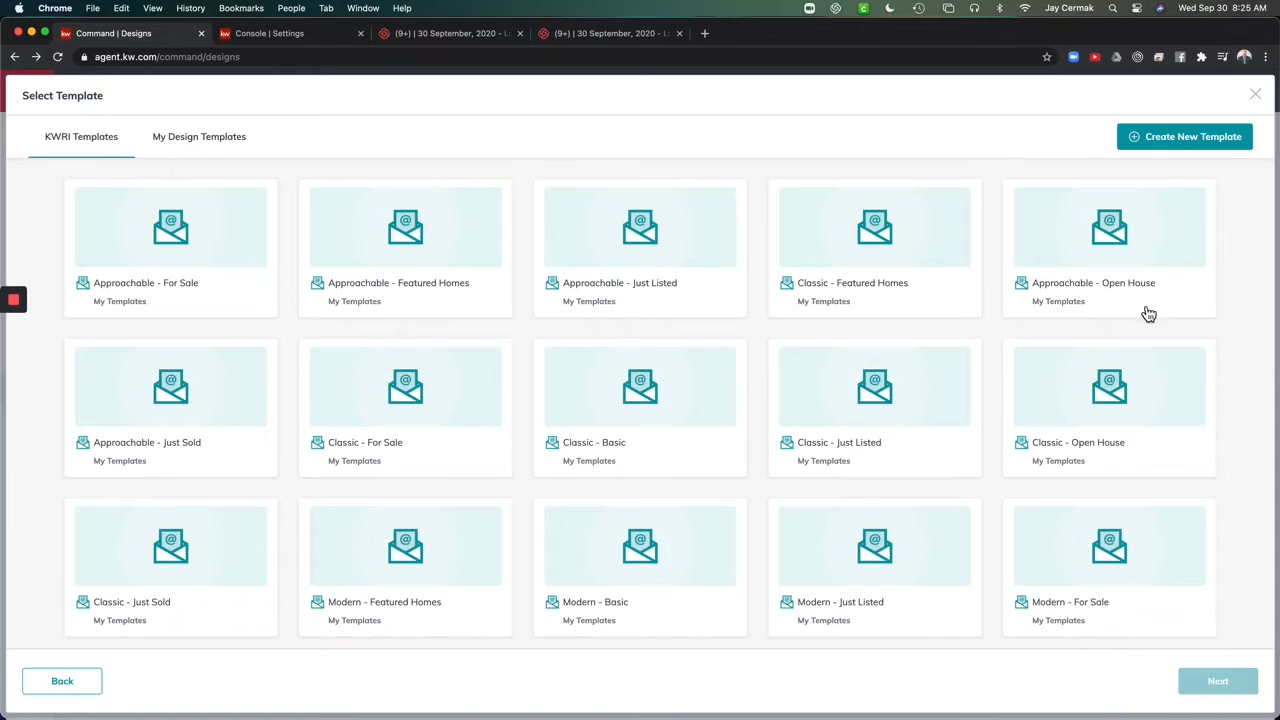 Chrome File Edit View History Bookmarks People Tab Window Help Jay Cermak Wed Sep 30 8:25 AM
kw Command | Designs kw Console | Settings (9+) | 30 September, 2020 - Lo (9+) | 30 September, 2020 - Lo
agent.kw.com/command/designs
Select Template
KWRI Templates My Design Templates Create New Template
Approachable - For Sale Approachable - Featured Homes Approachable - Just Listed Classic - Featured Homes Approachable - Open House
My Templates My Templates My Templates My Templates My Templates
Approachable - Just Sold Classic - For Sale Classic - Basic Classic - Just Listed Classic - Open House
My Templates My Templates My Templates My Templates My Templates
Classic - Just Sold Modern - Featured Homes Modern - Basic Modern - Just Listed Modern - For Sale
My Templates My Templates My Templates My Templates My Templates
Back Next